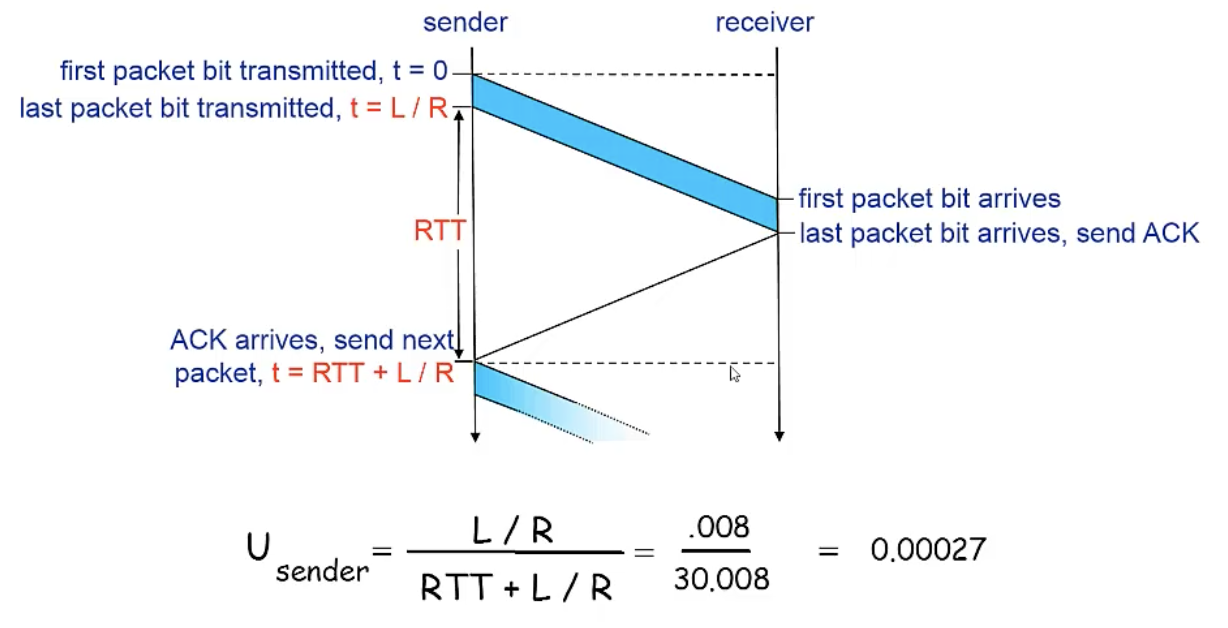 sender receiver
first packet bit transmitted, t = 0
last packet bit transmitted, t = L / R
first packet bit arrives
RTT
last packet bit arrives, send ACK
ACK arrives, send next
packet, t = RTT + L / R
U sender = L / R / RTT + L / R = .008 / 30.008 = 0.00027